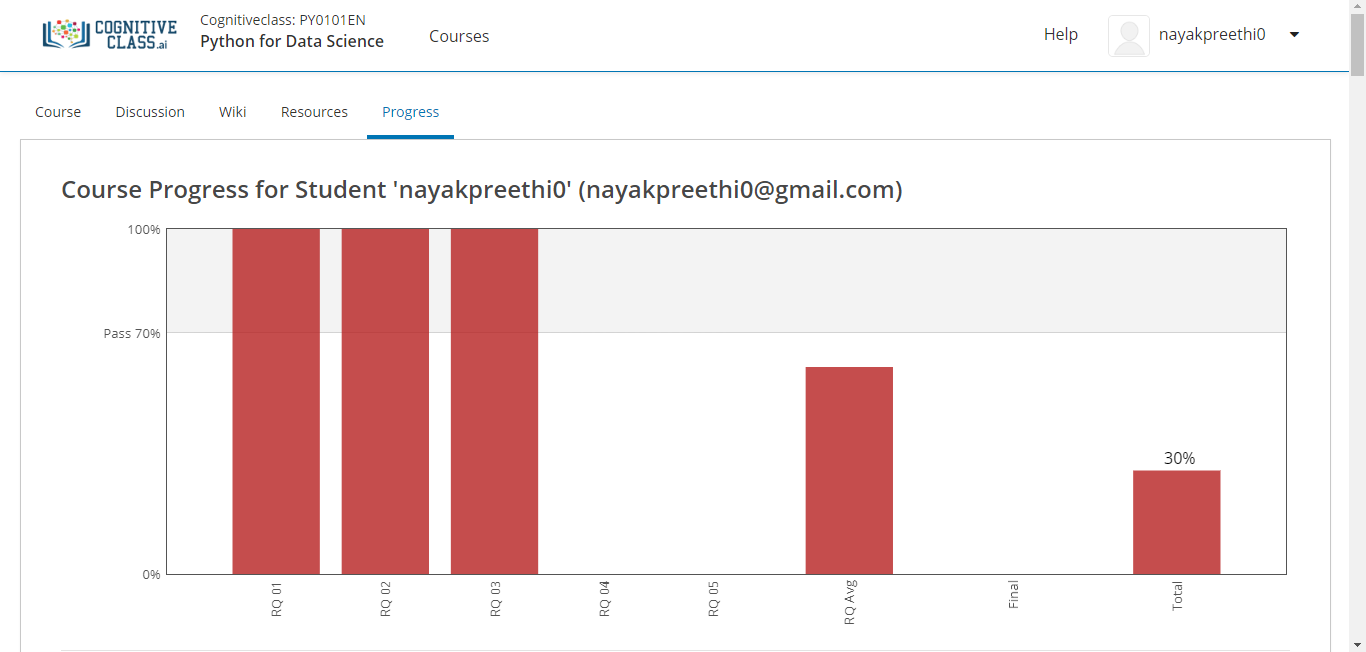 COGNITIVE
CLASS.ai
Cognitiveclass: PY0101EN
Python for Data Science
Courses
Help
nayakpreethi0
Course
Discussion
Wiki
Resources
Progress
Course Progress for Student 'nayakpreethi0' (nayakpreethi0@gmail.com)
100%
Pass 70%
0%
30%
RQ 01
RQ 02
RQ 03
RQ 04
RQ 05
RQ Avg
Final
Total